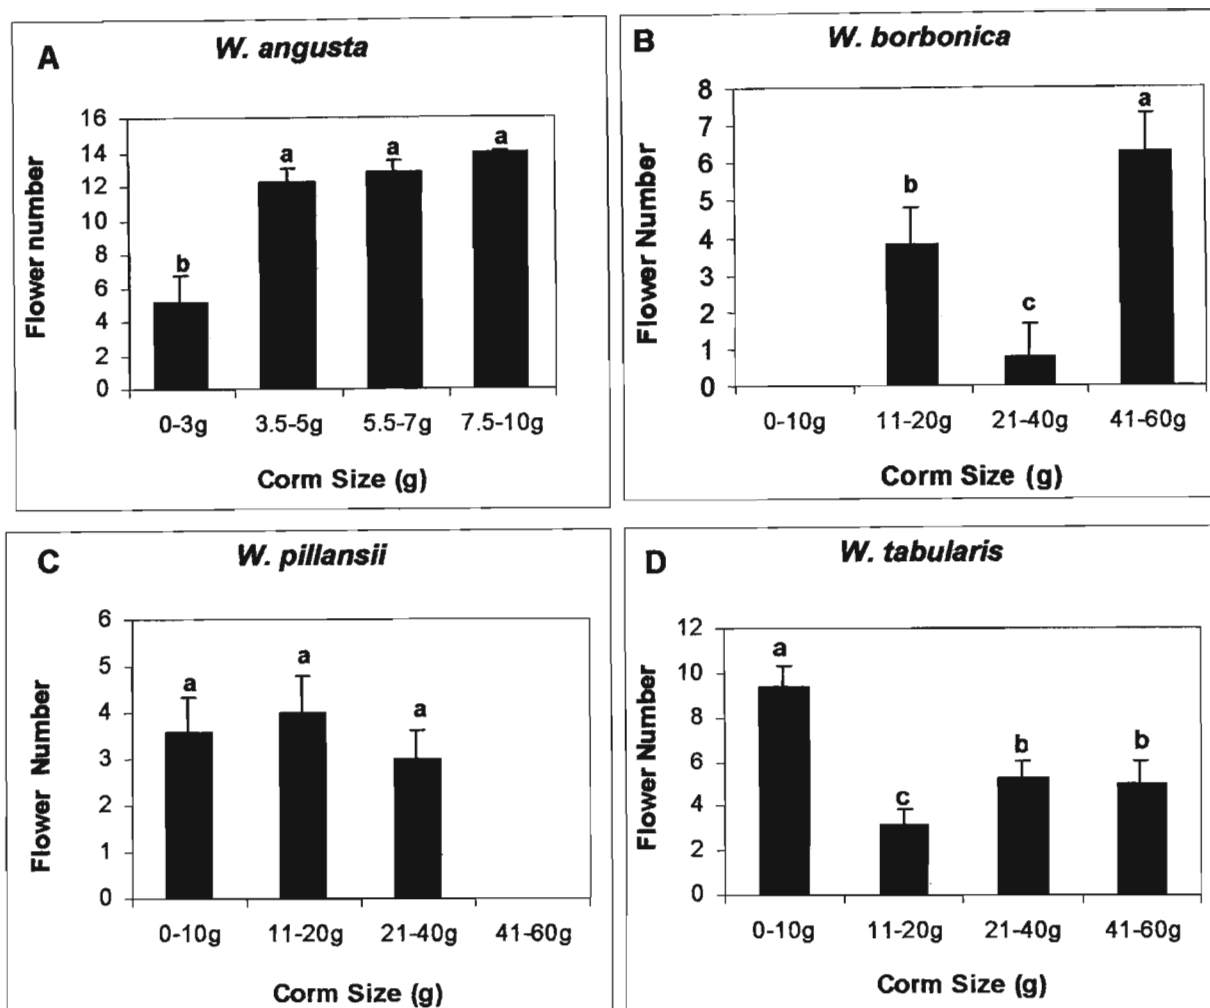 A
W. angusta
Flower number
16
14
12
10
8
6
4
2
0
b
a
a
a
0-3g 3.5-5g 5.5-7g 7.5-10g
Corm Size (g)
B
W. borbonica
Flower Number
8
7
6
5
4
3
2
1
0
b
c
a
0-10g 11-20g 21-40g 41-60g
Corm Size (g)
C
W. pillansii
Flower Number
6
5
4
3
2
1
0
a
a
a
0-10g 11-20g 21-40g 41-60g
Corm Size (g)
D
W. tabularis
Flower Number
12
10
8
6
4
2
0
a
c
b
b
0-10g 11-20g 21-40g 41-60g
Corm Size (g)